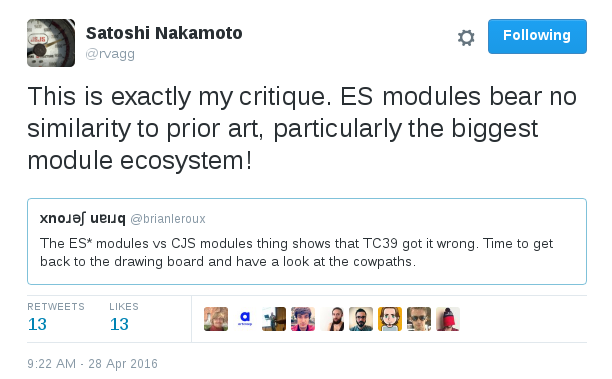 Satoshi Nakamoto
@rvagg
Following
This is exactly my critique. ES modules bear no
similarity to prior art, particularly the biggest
module ecosystem!
xnoɹǝʃ uɐıɹq @brianleroux
The ES* modules vs CJS modules thing shows that TC39 got it wrong. Time to get
back to the drawing board and have a look at the cowpaths.
RETWEETS LIKES
13 13
9:22 AM - 28 Apr 2016